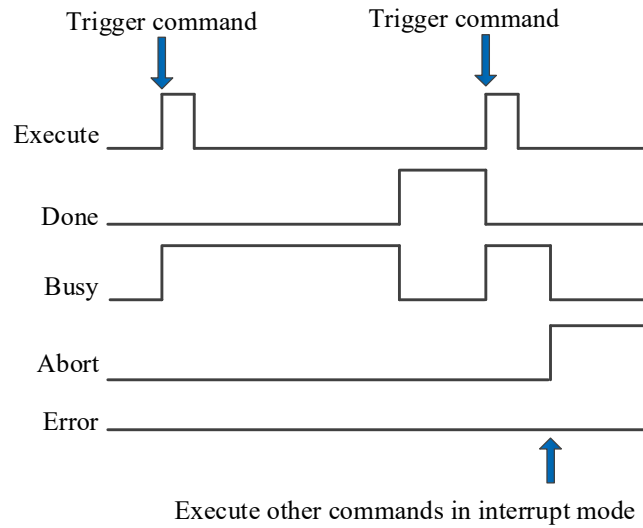 Trigger command
Trigger command
Execute
Done
Busy
Abort
Error
Execute other commands in interrupt mode